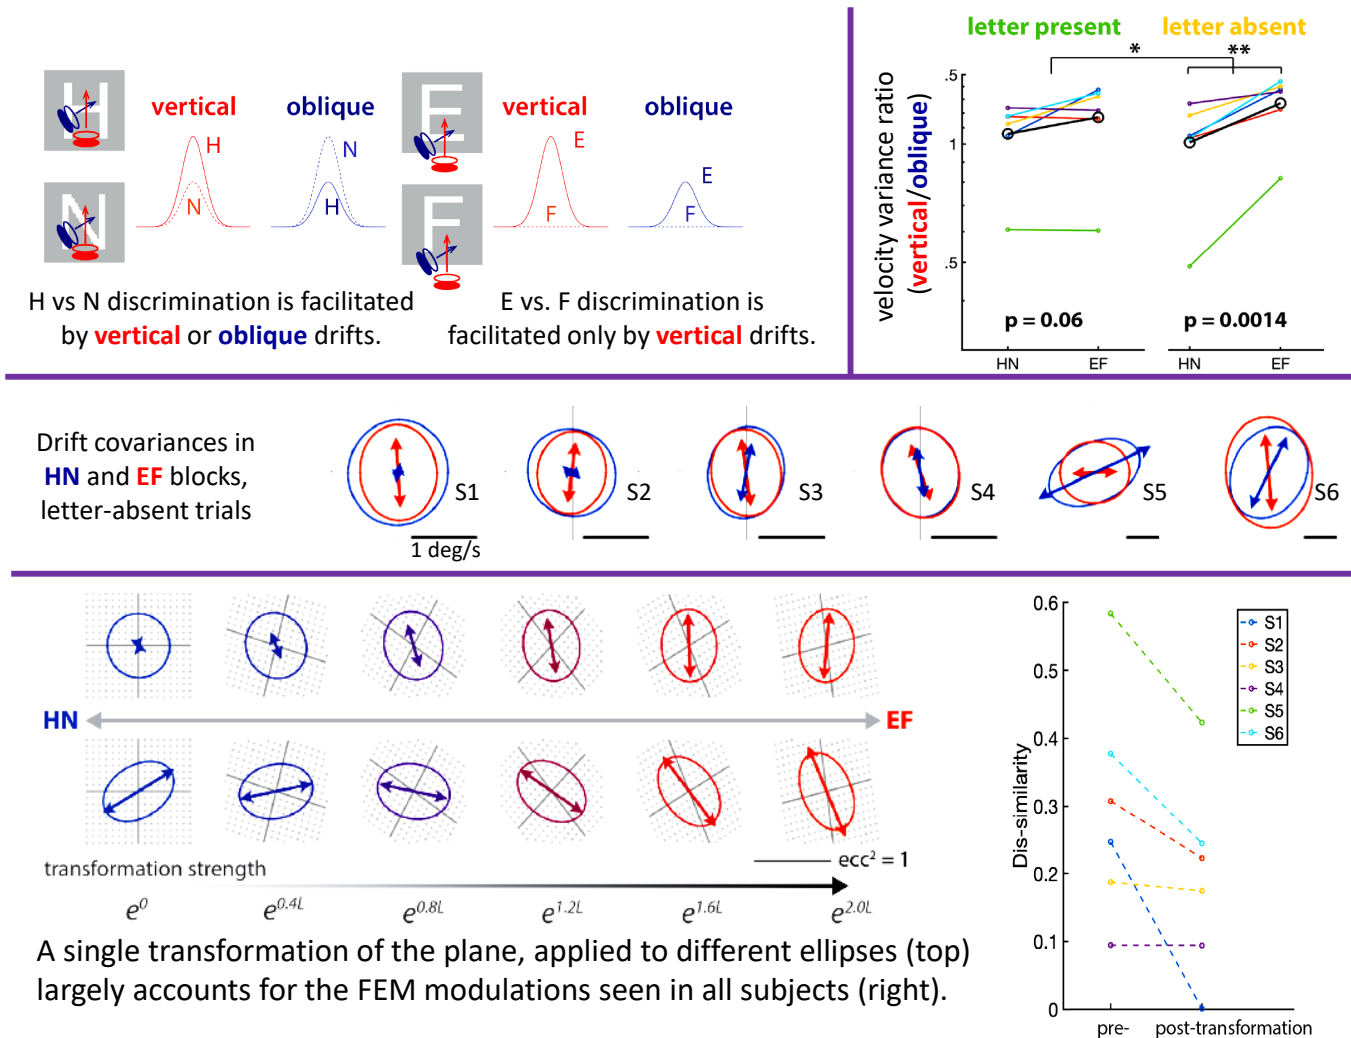 H
N
vertical
oblique
H
N
N
H
E
F
vertical
oblique
E
F
E
F
H vs N discrimination is facilitated
by vertical or oblique drifts.
E vs. F discrimination is
facilitated only by vertical drifts.
letter present
letter absent
*
**
velocity variance ratio
(vertical/oblique)
.5
1
.5
p = 0.06
p = 0.0014
HN
EF
HN
EF
Drift covariances in
HN and EF blocks,
letter-absent trials
S1
S2
S3
S4
S5
S6
1 deg/s
HN
EF
ecc² = 1
transformation strength
e^0
e^0.4L
e^0.8L
e^1.2L
e^1.6L
e^2.0L
A single transformation of the plane, applied to different ellipses (top)
largely accounts for the FEM modulations seen in all subjects (right).
Dis-similarity
0.6
0.5
0.4
0.3
0.2
0.1
0
S1
S2
S3
S4
S5
S6
pre-
post-transformation